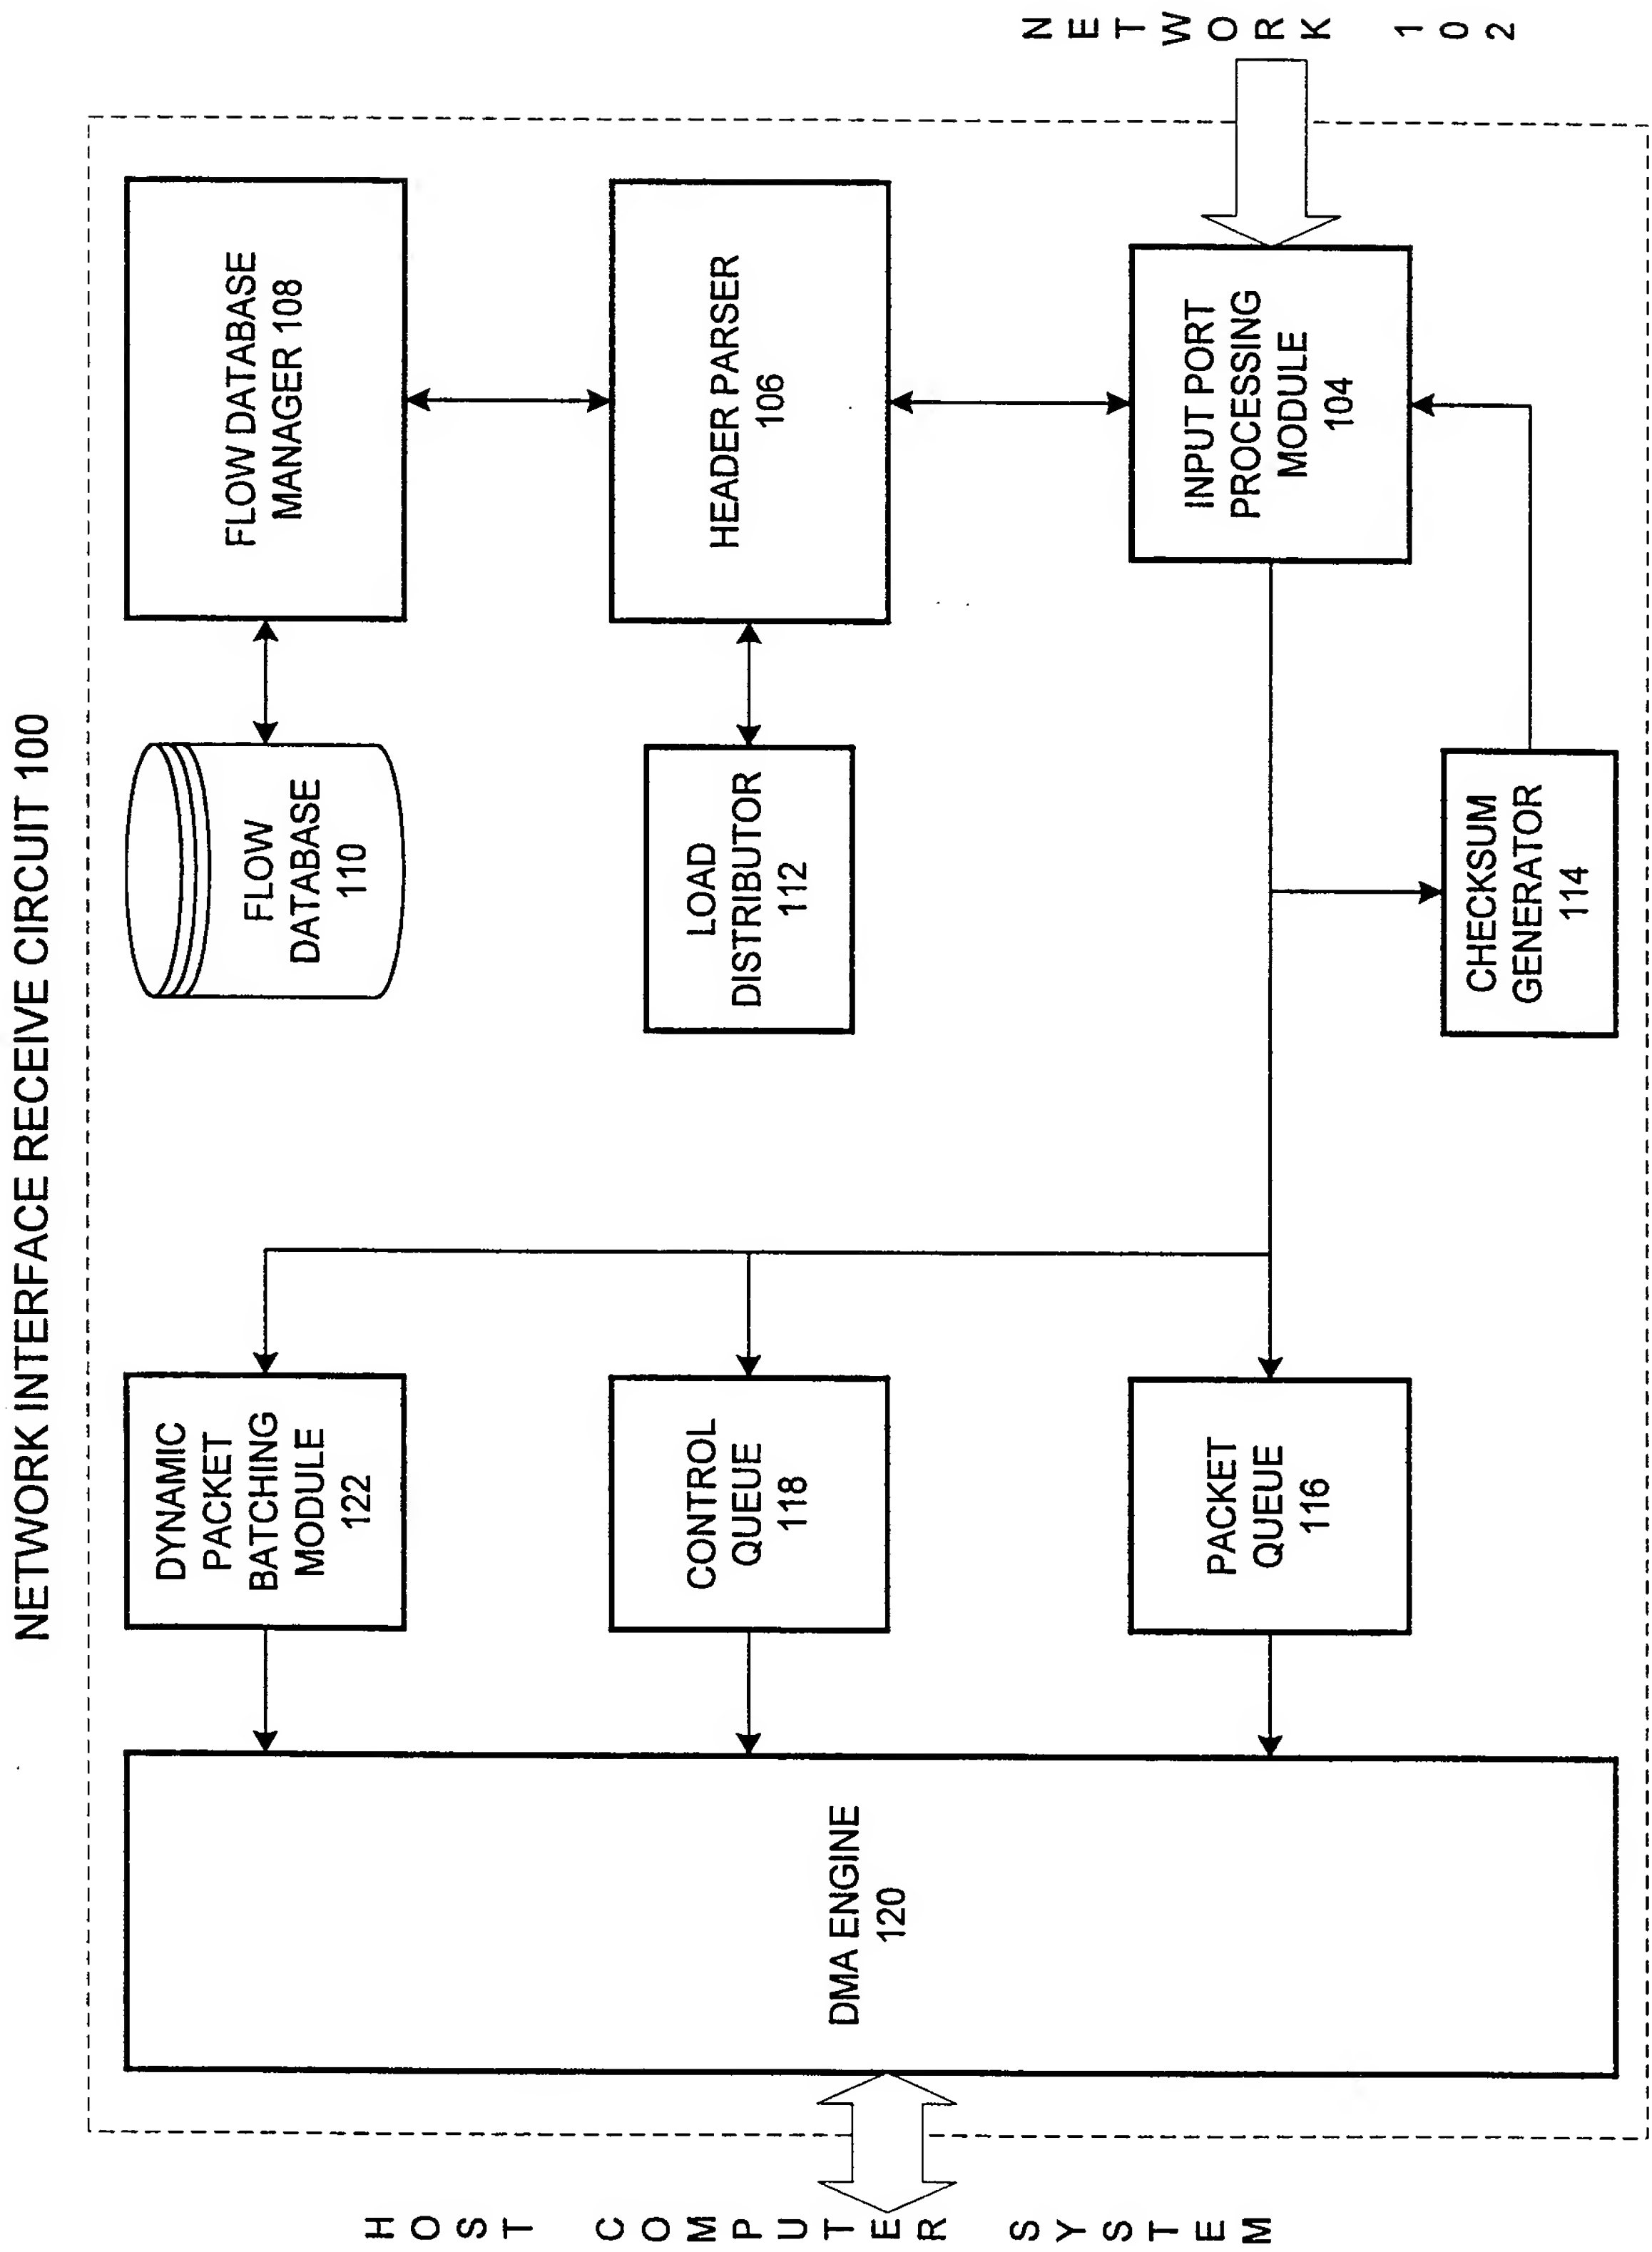 NETWORK INTERFACE RECEIVE CIRCUIT 100
HOST COMPUTER SYSTEM
DMA ENGINE
120
DYNAMIC
PACKET
BATCHING
MODULE
122
CONTROL
QUEUE
118
PACKET
QUEUE
116
FLOW
DATABASE
110
LOAD
DISTRIBUTOR
112
CHECKSUM
GENERATOR
114
FLOW DATABASE
MANAGER 108
HEADER PARSER
106
INPUT PORT
PROCESSING
MODULE
104
NETWORK 102